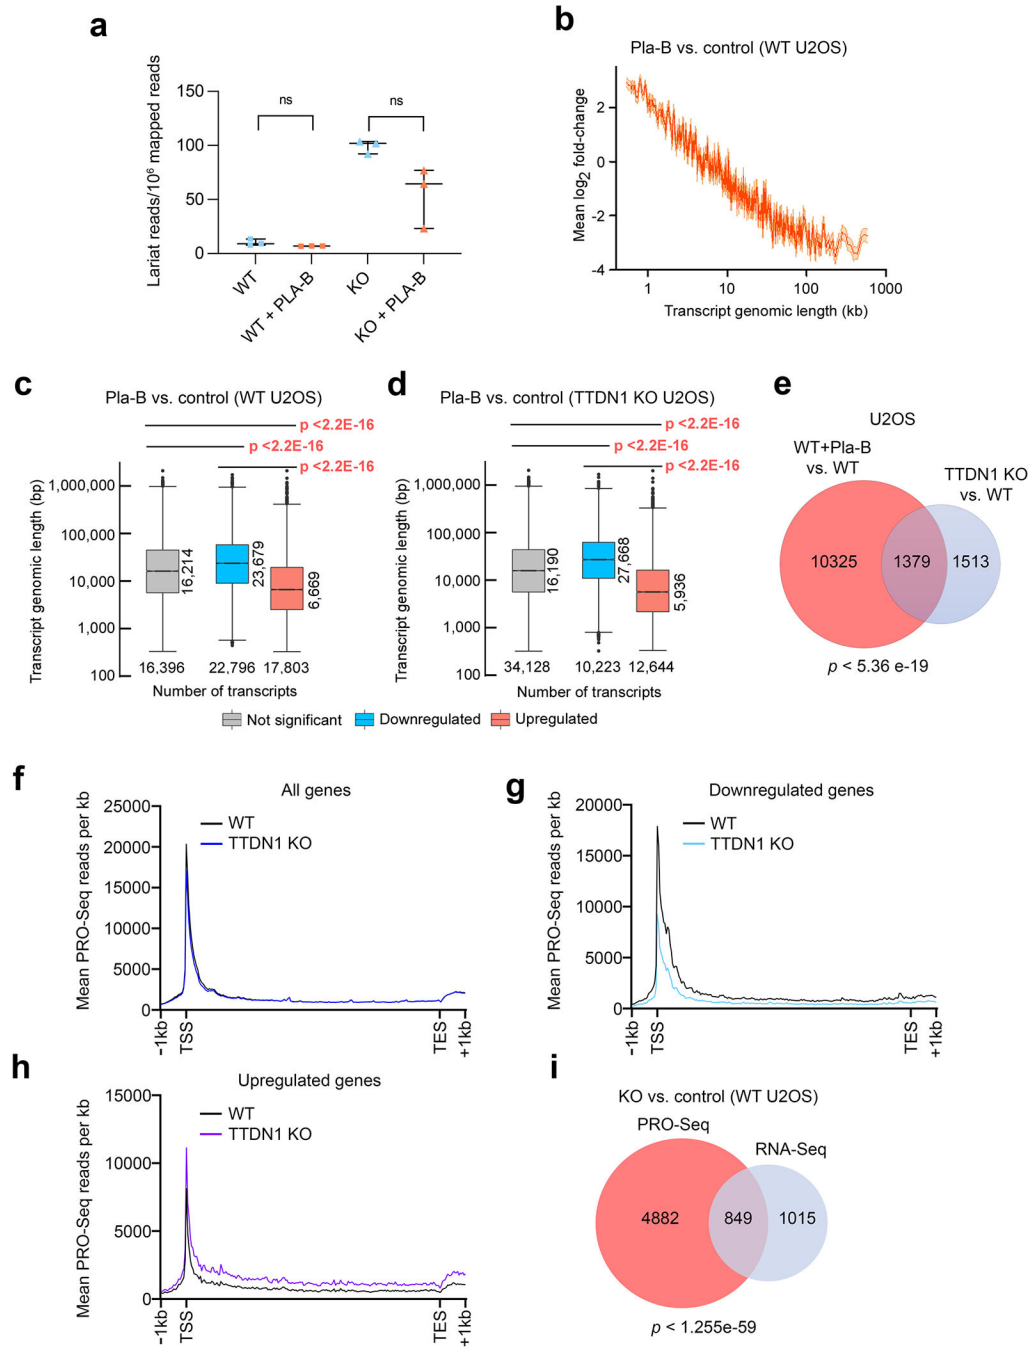 a
Lariat reads/10⁶ mapped reads
150
100
50
0
ns
ns
WT
WT + PLA-B
KO
KO + PLA-B
b
Pla-B vs. control (WT U2OS)
Mean log₂ fold-change
2
0
-2
-4
1
10
100
1000
Transcript genomic length (kb)
c
Pla-B vs. control (WT U2OS)
p <2.2E-16
p <2.2E-16
p <2.2E-16
Transcript genomic length (bp)
1,000,000
100,000
10,000
1,000
100
16,214
23,679
6,669
16,396
22,796
17,803
Number of transcripts
d
Pla-B vs. control (TTDN1 KO U2OS)
p <2.2E-16
p <2.2E-16
p <2.2E-16
Transcript genomic length (bp)
1,000,000
100,000
10,000
1,000
100
16,190
27,668
5,936
34,128
10,223
12,644
Number of transcripts
Not significant
Downregulated
Upregulated
e
U2OS
WT+Pla-B
vs. WT
TTDN1 KO
vs. WT
10325
1379
1513
p < 5.36 e-19
f
All genes
Mean PRO-Seq reads per kb
25000
20000
15000
10000
5000
0
WT
TTDN1 KO
-1kb
TSS
TES
+1kb
g
Downregulated genes
Mean PRO-Seq reads per kb
20000
15000
10000
5000
0
WT
TTDN1 KO
-1kb
TSS
TES
+1kb
h
Upregulated genes
Mean PRO-Seq reads per kb
15000
10000
5000
0
WT
TTDN1 KO
-1kb
TSS
TES
+1kb
i
KO vs. control (WT U2OS)
PRO-Seq
RNA-Seq
4882
849
1015
p < 1.255e-59